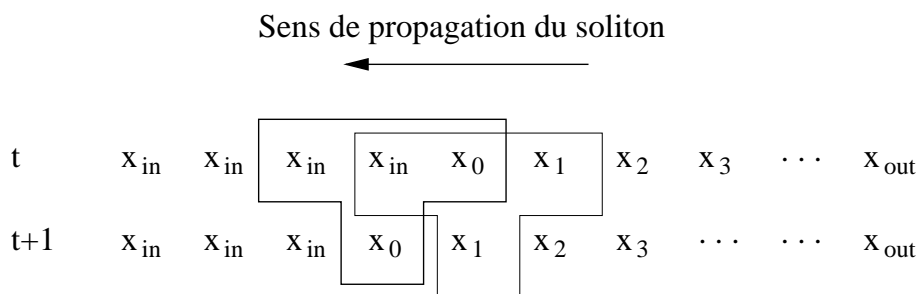 Sens de propagation du soliton
t x_in x_in x_in x_in x_0 x_1 x_2 x_3 ... x_out
t+1 x_in x_in x_in x_0 x_1 x_2 x_3 ... ... x_out